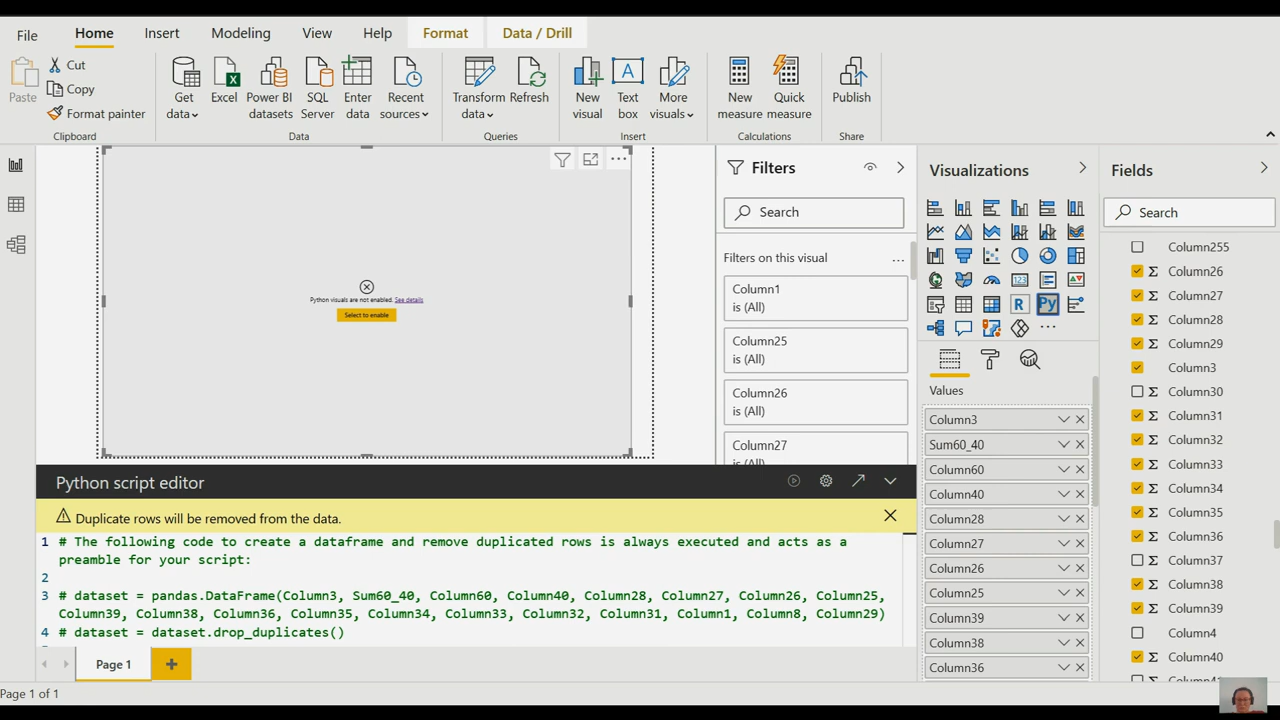 File
Home
Insert
Modeling
View
Help
Format
Data / Drill
Paste
Cut
Copy
Format painter
Clipboard
Get data
Excel
Power BI datasets
SQL Server
Enter data
Recent sources
Data
Transform data
Refresh
Queries
New visual
A
Text box
More visuals
Insert
New measure
Quick measure
Calculations
Publish
Share
Python visuals are not enabled. See details
Select to enable
Filters
Search
Filters on this visual
Column1
is (All)
Column25
is (All)
Column26
is (All)
Column27
is (All)
Visualizations
123
R
Py
Values
Column3
Sum60_40
Column60
Column40
Column28
Column27
Column26
Column25
Column39
Column38
Column36
Fields
Search
Column255
Column26
Column27
Column28
Column29
Column3
Column30
Column31
Column32
Column33
Column34
Column35
Column36
Column37
Column38
Column39
Column4
Column40
Python script editor
Duplicate rows will be removed from the data.
1 # The following code to create a dataframe and remove duplicated rows is always executed and acts as a
preamble for your script:
2
3 # dataset = pandas.DataFrame(Column3, Sum60_40, Column60, Column40, Column28, Column27, Column26, Column25,
Column39, Column38, Column36, Column35, Column34, Column33, Column32, Column31, Column1, Column8, Column29)
4 # dataset = dataset.drop_duplicates()
Page 1
Page 1 of 1